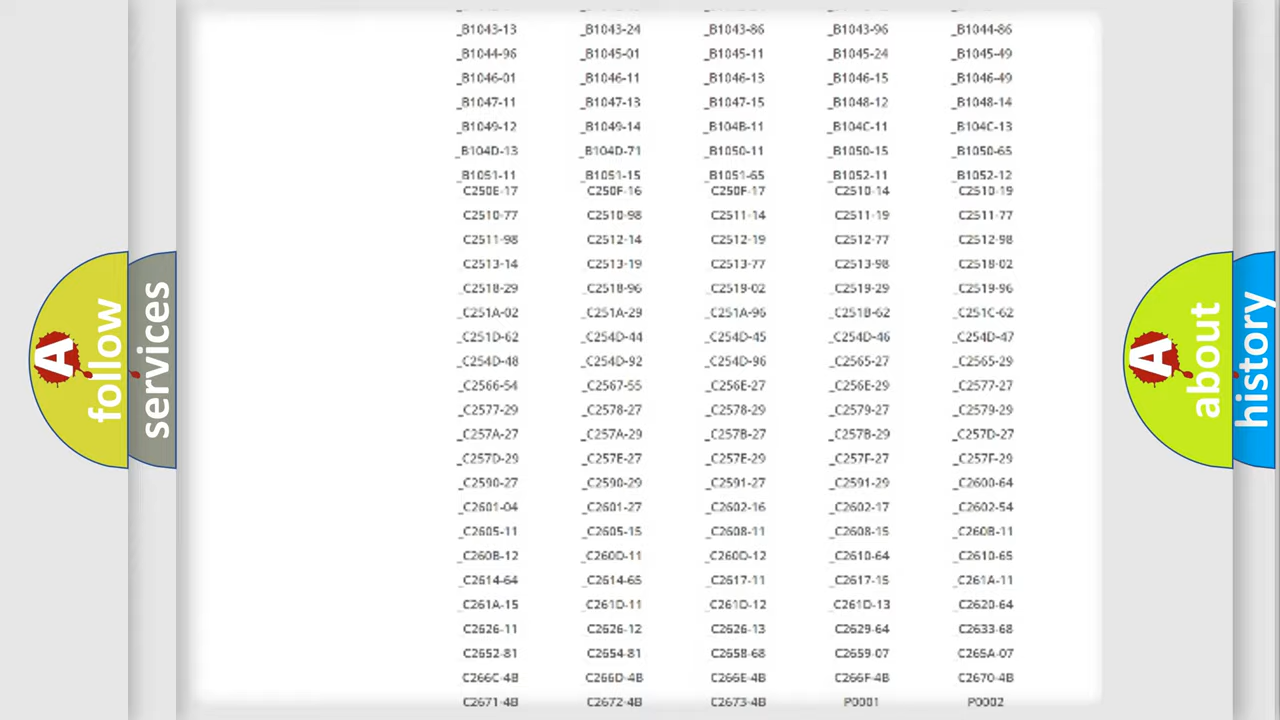 _B1043-13 _B1043-24 _B1043-86 _B1043-96 _B1044-86
_B1044-96 _B1045-01 _B1045-11 _B1045-24 _B1045-49
_B1046-01 _B1046-11 _B1046-13 _B1046-15 _B1046-49
_B1047-11 _B1047-13 _B1047-15 _B1048-12 _B1048-14
_B1049-12 _B1049-14 _B104B-11 _B104C-11 _B104C-13
_B104D-13 _B104D-71 _B1050-11 _B1050-15 _B1050-65
_B1051-11 _B1051-15 _B1051-65 _B1052-11 _B1052-12
C250E-17 C250F-16 C250F-17 C2510-14 C2510-19
C2510-77 C2510-98 C2511-14 C2511-19 C2511-77
C2511-98 C2512-14 C2512-19 C2512-77 C2512-98
C2513-14 C2513-19 C2513-77 C2513-98 C2518-02
_C2518-29 _C2518-96 _C2519-02 _C2519-29 _C2519-96
_C251A-02 _C251A-29 _C251A-96 _C251B-62 _C251C-62
_C251D-62 _C254D-44 _C254D-45 _C254D-46 _C254D-47
_C254D-48 _C254D-92 _C254D-96 _C2565-27 _C2565-29
_C2566-54 _C2567-55 _C256E-27 _C256E-29 _C2577-27
_C2577-29 _C2578-27 _C2578-29 _C2579-27 _C2579-29
_C257A-27 _C257A-29 _C257B-27 _C257B-29 _C257D-27
_C257D-29 _C257E-27 _C257E-29 _C257F-27 _C257F-29
_C2590-27 _C2590-29 _C2591-27 _C2591-29 _C2600-64
_C2601-04 _C2601-27 _C2602-16 _C2602-17 _C2602-54
_C2605-11 _C2605-15 _C2608-11 _C2608-15 _C260B-11
_C260B-12 _C260D-11 _C260D-12 _C2610-64 _C2610-65
_C2614-64 _C2614-65 _C2617-11 _C2617-15 _C261A-11
_C261A-15 _C261D-11 _C261D-12 _C261D-13 _C2620-64
C2626-11 C2626-12 C2626-13 C2629-64 C2633-68
C2652-81 C2654-81 C2658-68 C2659-07 C265A-07
C266C-4B C266D-4B C266E-4B C266F-4B C2670-4B
C2671-4B C2672-4B C2673-4B P0001 P0002
A follow
services
A about
history